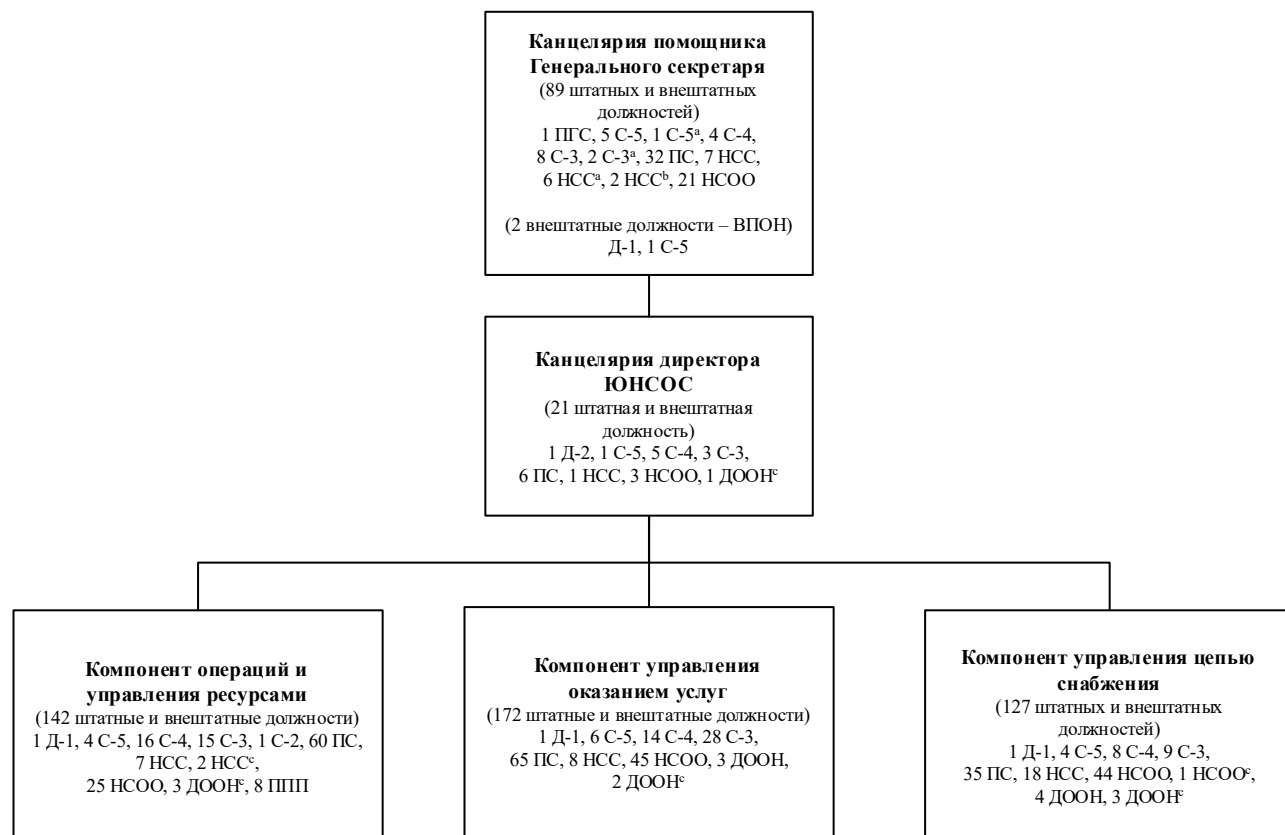 Канцелярия помощника
Генерального секретаря
(89 штатных и внештатных
должностей)
1 ПГС, 5 С-5, 1 С-5ᵃ, 4 С-4,
8 С-3, 2 С-3ᵃ, 32 ПС, 7 НСС,
6 НССᵃ, 2 НССᵇ, 21 НСОО
(2 внештатные должности – ВПОН)
Д-1, 1 С-5
Канцелярия директора
ЮНСОС
(21 штатная и внештатная
должность)
1 Д-2, 1 С-5, 5 С-4, 3 С-3,
6 ПС, 1 НСС, 3 НСОО, 1 ДООНᶜ
Компонент операций и
управления ресурсами
(142 штатные и внештатные должности)
1 Д-1, 4 С-5, 16 С-4, 15 С-3, 1 С-2, 60 ПС,
7 НСС, 2 НССᶜ,
25 НСОО, 3 ДООНᶜ, 8 ППП
Компонент управления
оказанием услуг
(172 штатные и внештатные должности)
1 Д-1, 6 С-5, 14 С-4, 28 С-3,
65 ПС, 8 НСС, 45 НСОО, 3 ДООН,
2 ДООНᶜ
Компонент управления цепью
снабжения
(127 штатных и внештатных
должностей)
1 Д-1, 4 С-5, 8 С-4, 9 С-3,
35 ПС, 18 НСС, 44 НСОО, 1 НСООᶜ,
4 ДООН, 3 ДООНᶜ